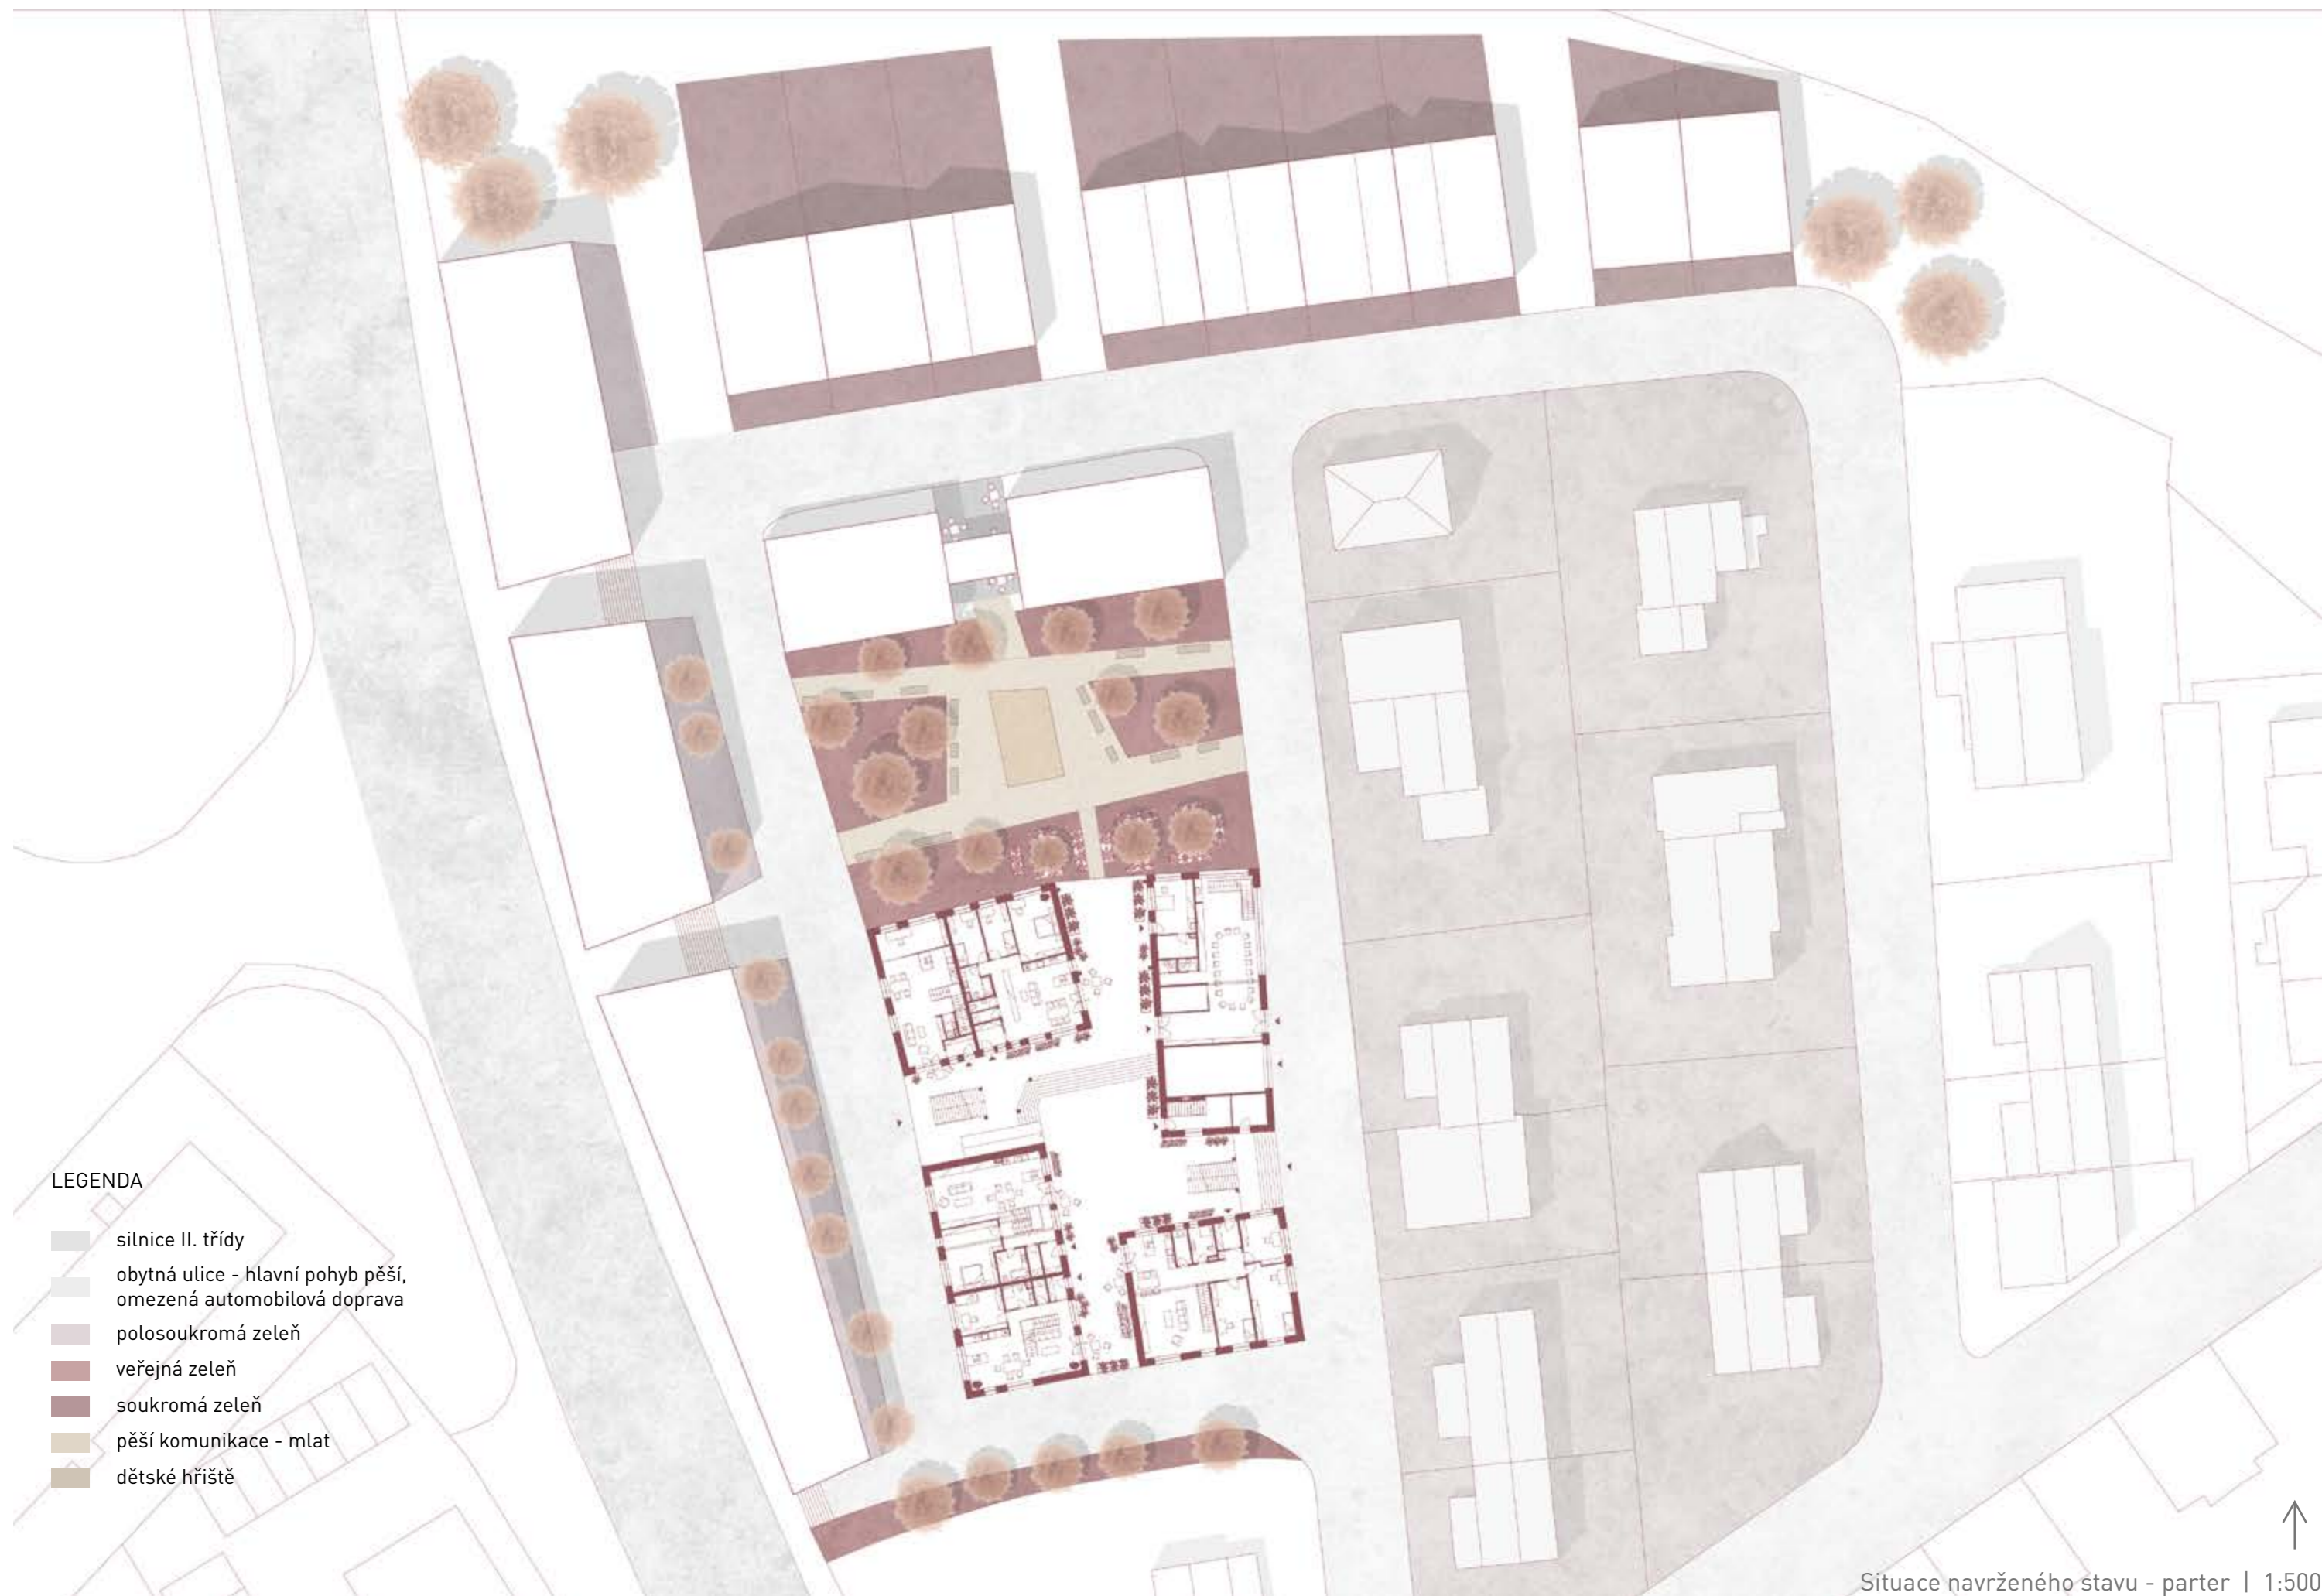 LEGENDA
silnice II. třídy
obytná ulice - hlavní pohyb pěší,
omezená automobilová doprava
polosoukromá zeleň
veřejná zeleň
soukromá zeleň
pěší komunikace - mlat
dětské hřiště
Situace navrženého stavu - parter | 1:500